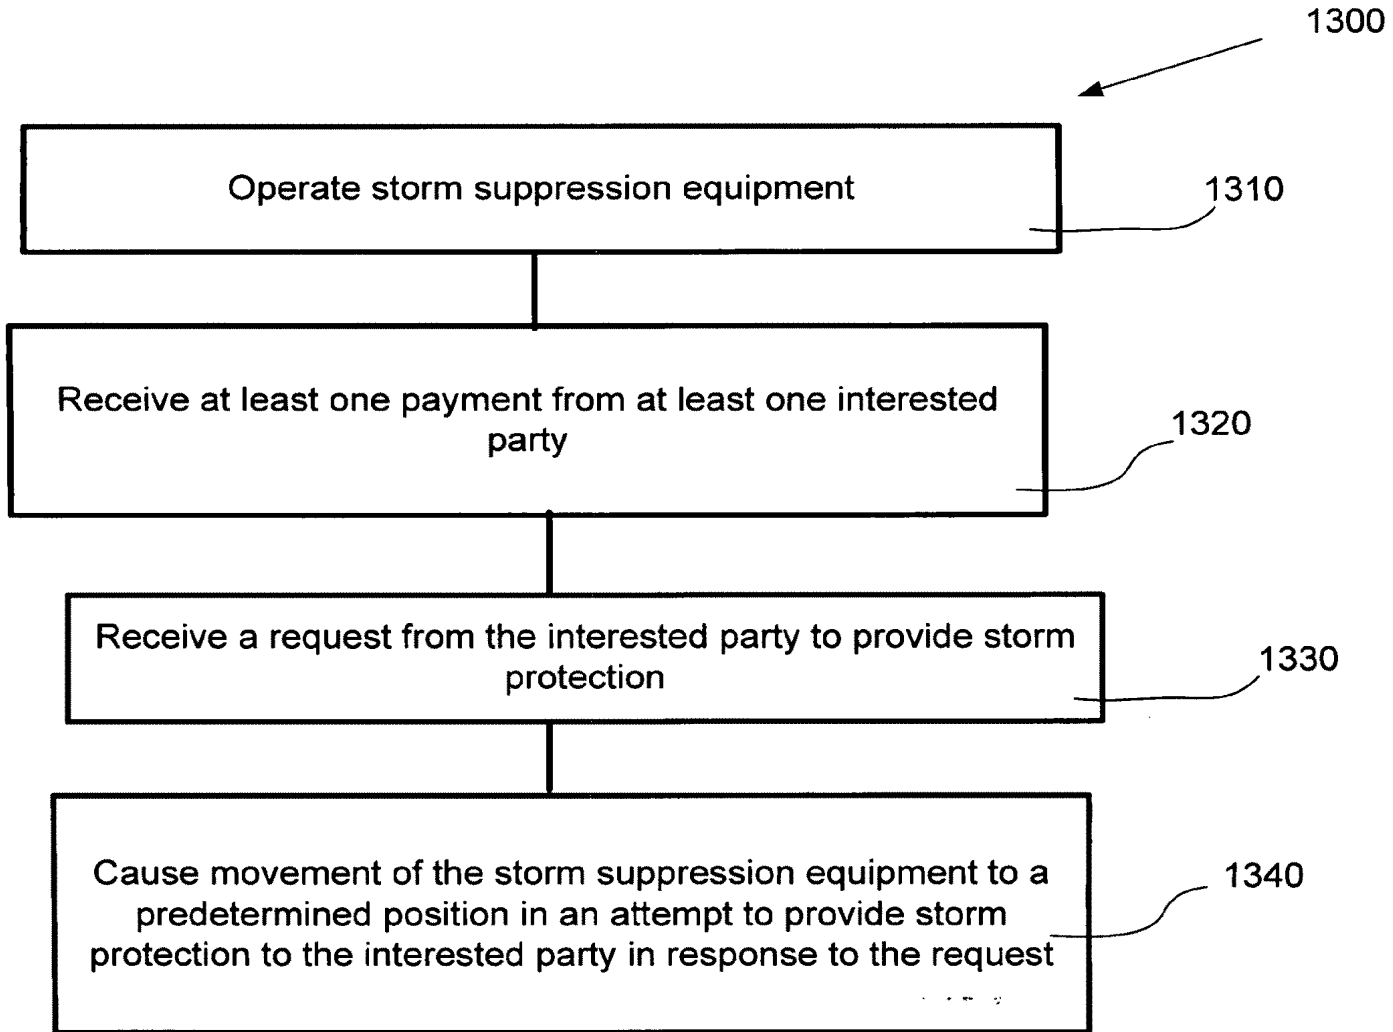 1300
Operate storm suppression equipment
1310
Receive at least one payment from at least one interested
party
1320
Receive a request from the interested party to provide storm
protection
1330
Cause movement of the storm suppression equipment to a
predetermined position in an attempt to provide storm
protection to the interested party in response to the request
1340